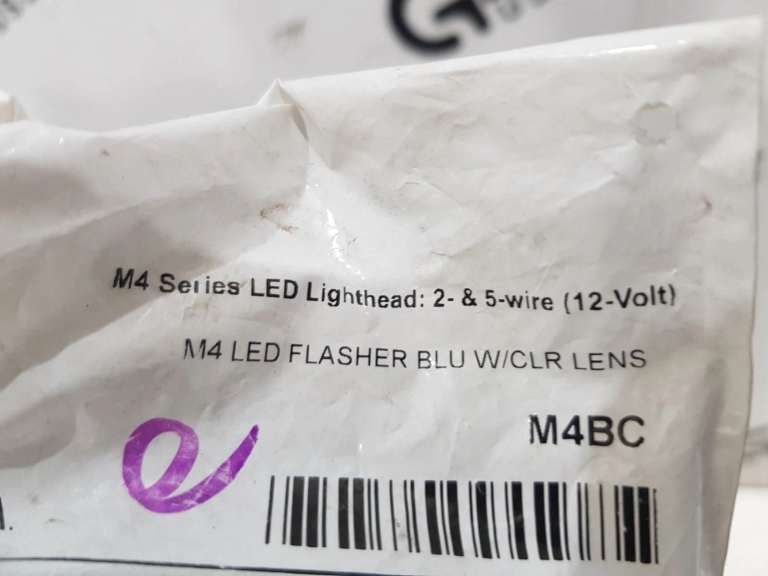 M4 Series LED Lighthead: 2- & 5-wire (12-Volt)
M4 LED FLASHER BLU W/CLR LENS
M4BC